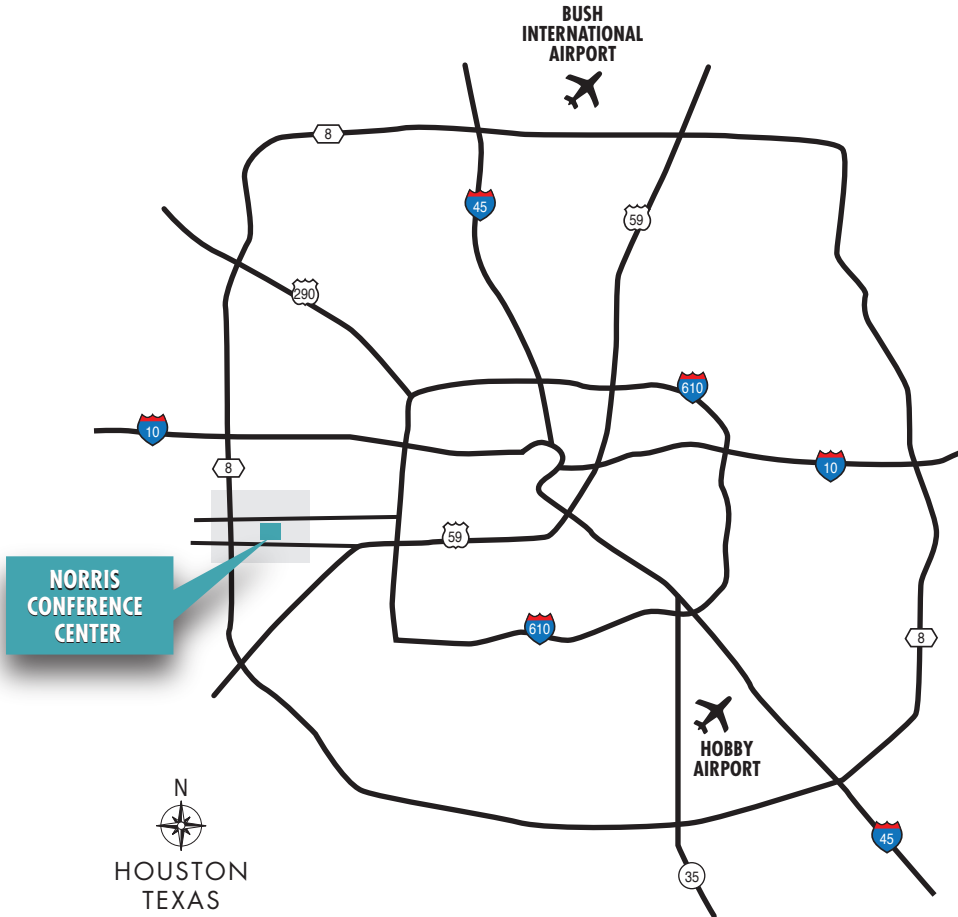 BUSH
INTERNATIONAL
AIRPORT
8
45
59
290
610
10
8
10
59
NORRIS
CONFERENCE
CENTER
610
8
HOBBY
AIRPORT
N
HOUSTON
TEXAS
45
35